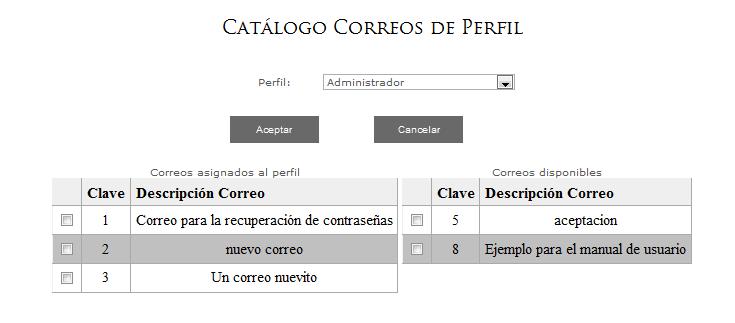 Catálogo Correos de Perfil
Perfil: Administrador
Aceptar Cancelar
Correos asignados al perfil
Clave Descripción Correo
1 Correo para la recuperación de contraseñas
2 nuevo correo
3 Un correo nuevito
Correos disponibles
Clave Descripción Correo
5 aceptacion
8 Ejemplo para el manual de usuario